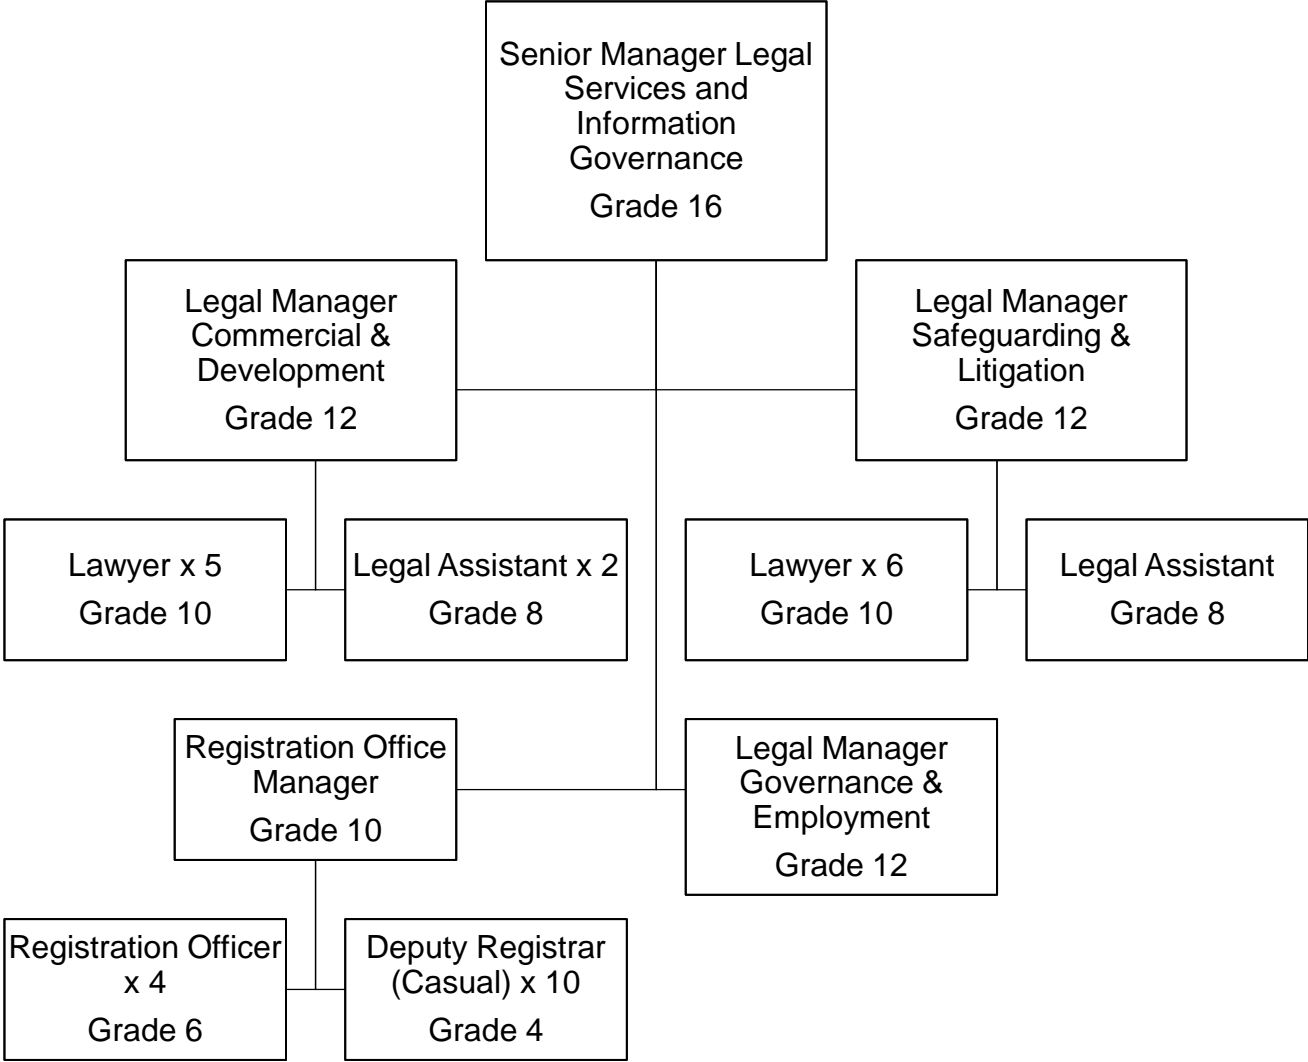 Senior Manager Legal
Services and
Information
Governance
Grade 16
Legal Manager
Commercial &
Development
Grade 12
Legal Manager
Safeguarding &
Litigation
Grade 12
Lawyer x 5
Grade 10
Legal Assistant x 2
Grade 8
Lawyer x 6
Grade 10
Legal Assistant
Grade 8
Registration Office
Manager
Grade 10
Legal Manager
Governance &
Employment
Grade 12
Registration Officer
x 4
Grade 6
Deputy Registrar
(Casual) x 10
Grade 4